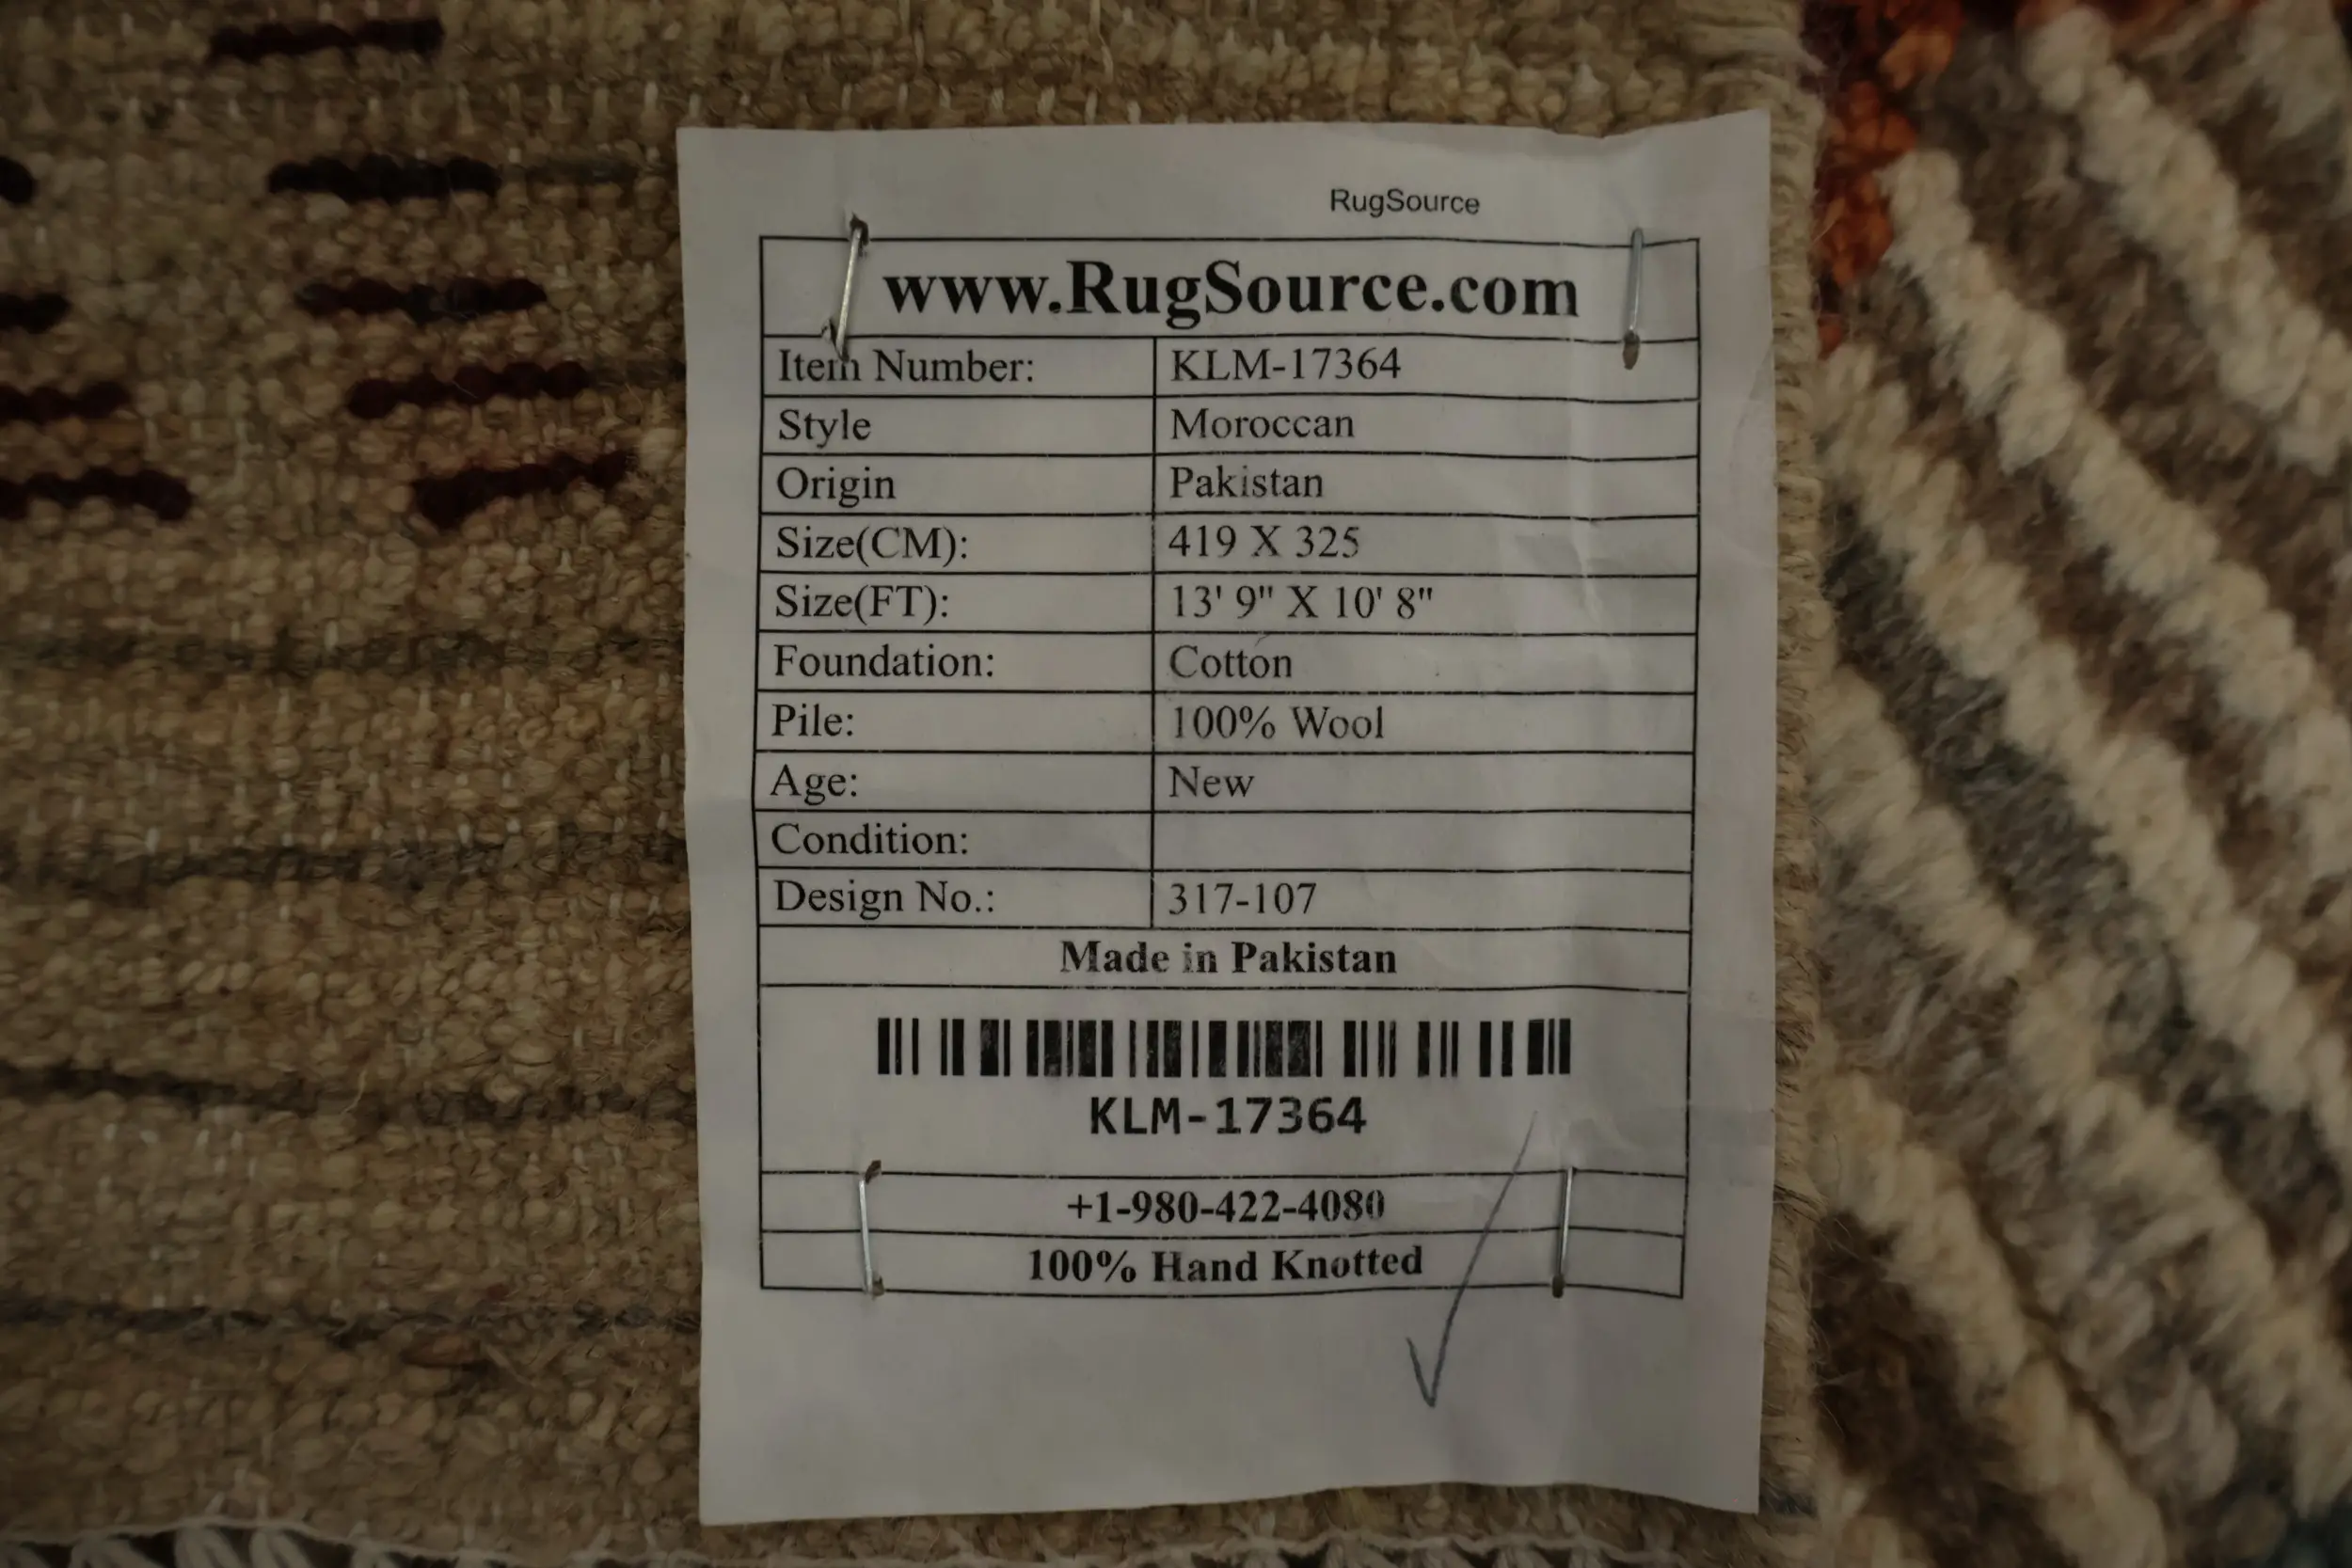 RugSource
www.RugSource.com
Item Number: KLM-17364
Style Moroccan
Origin Pakistan
Size(CM): 419 X 325
Size(FT): 13' 9" X 10' 8"
Foundation: Cotton
Pile: 100% Wool
Age: New
Condition:
Design No.: 317-107
Made in Pakistan
KLM-17364
+1-980-422-4080
100% Hand Knotted